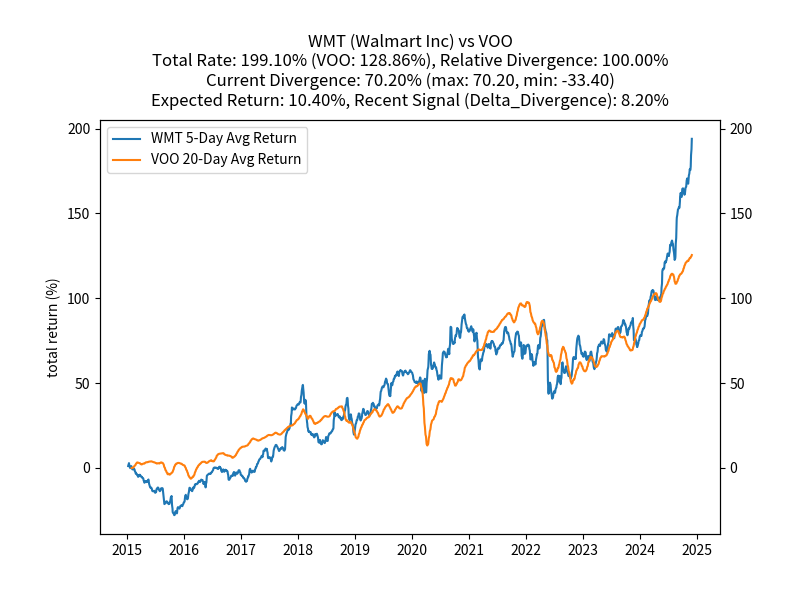 WMT (Walmart Inc) vs VOO
Total Rate: 199.10% (VOO: 128.86%), Relative Divergence: 100.00%
Current Divergence: 70.20% (max: 70.20, min: -33.40)
Expected Return: 10.40%, Recent Signal (Delta_Divergence): 8.20%
WMT 5-Day Avg Return
VOO 20-Day Avg Return
total return (%)
200
150
100
50
0
200
150
100
50
0
2015 2016 2017 2018 2019 2020 2021 2022 2023 2024 2025